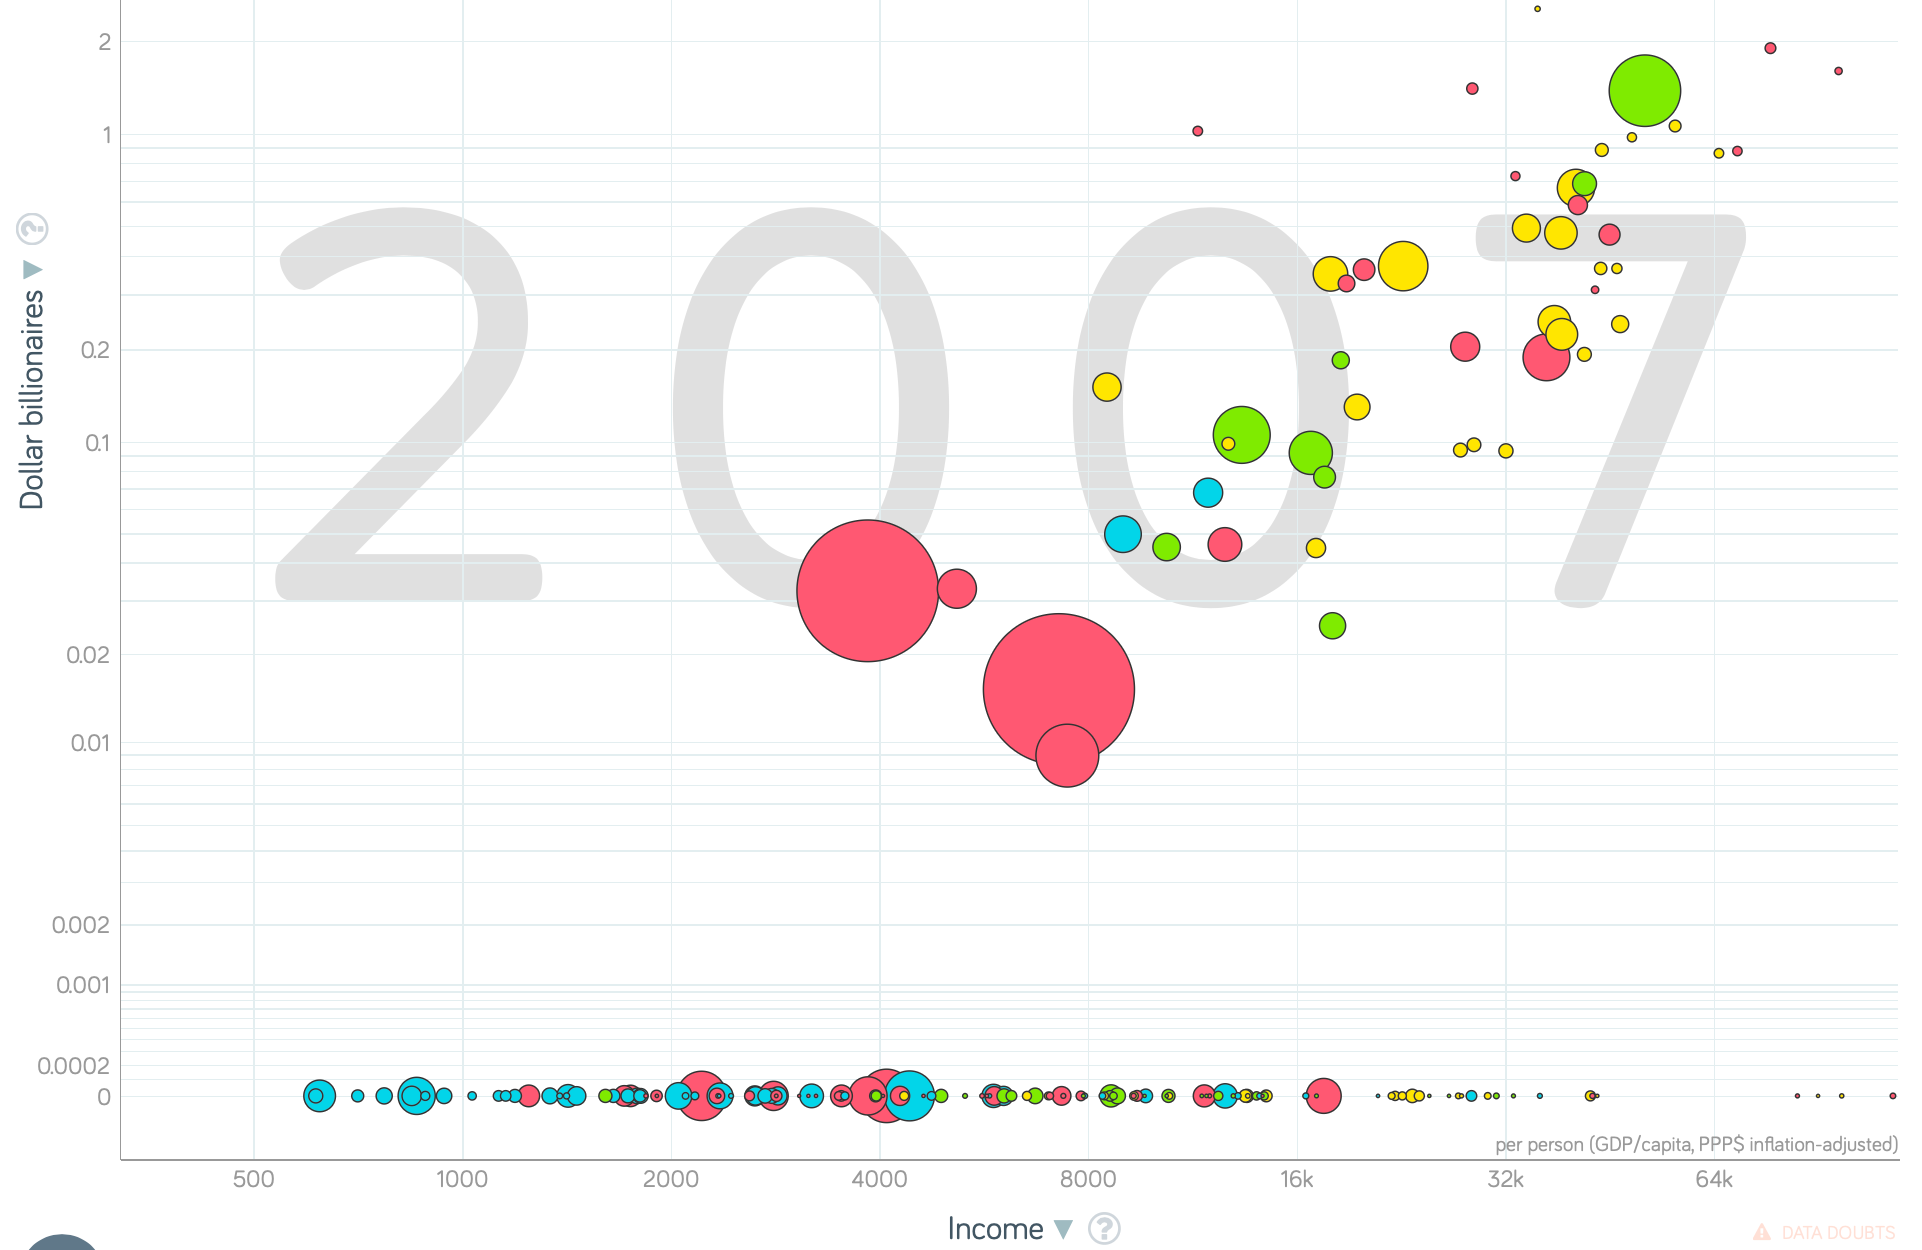 2007
Dollar billionaires ▼ ?
2
1
0.2
0.1
0.02
0.01
0.002
0.001
0.0002
0
per person (GDP/capita, PPP$ inflation-adjusted)
500 1000 2000 4000 8000 16k 32k 64k
Income ▼ ?
DATA DOUBTS